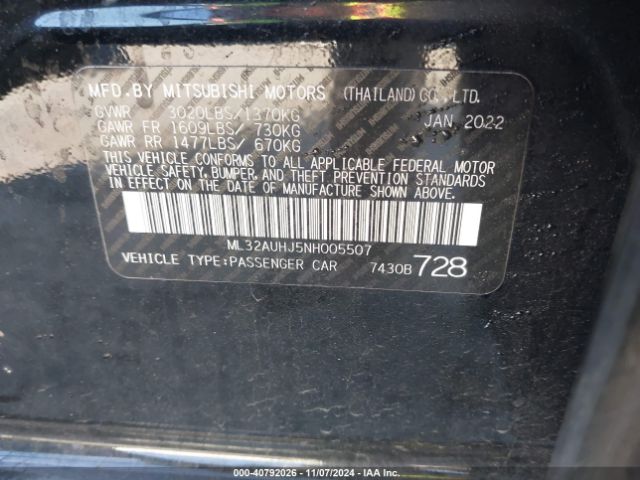 MFD.BY MITSUBISHI MOTORS (THAILAND) CO.,LTD.
GVWR 3020LBS/1370KG JAN 2022
GAWR FR 1609LBS/ 730KG
GAWR RR 1477LBS/ 670KG
THIS VEHICLE CONFORMS TO ALL APPLICABLE FEDERAL MOTOR
VEHICLE SAFETY, BUMPER, AND THEFT PREVENTION STANDARDS
IN EFFECT ON THE DATE OF MANUFACTURE SHOWN ABOVE.
ML32AUHJ5NH005507
VEHICLE TYPE:PASSENGER CAR 7430B 728
000-40792026 - 11/07/2024 - IAA Inc.